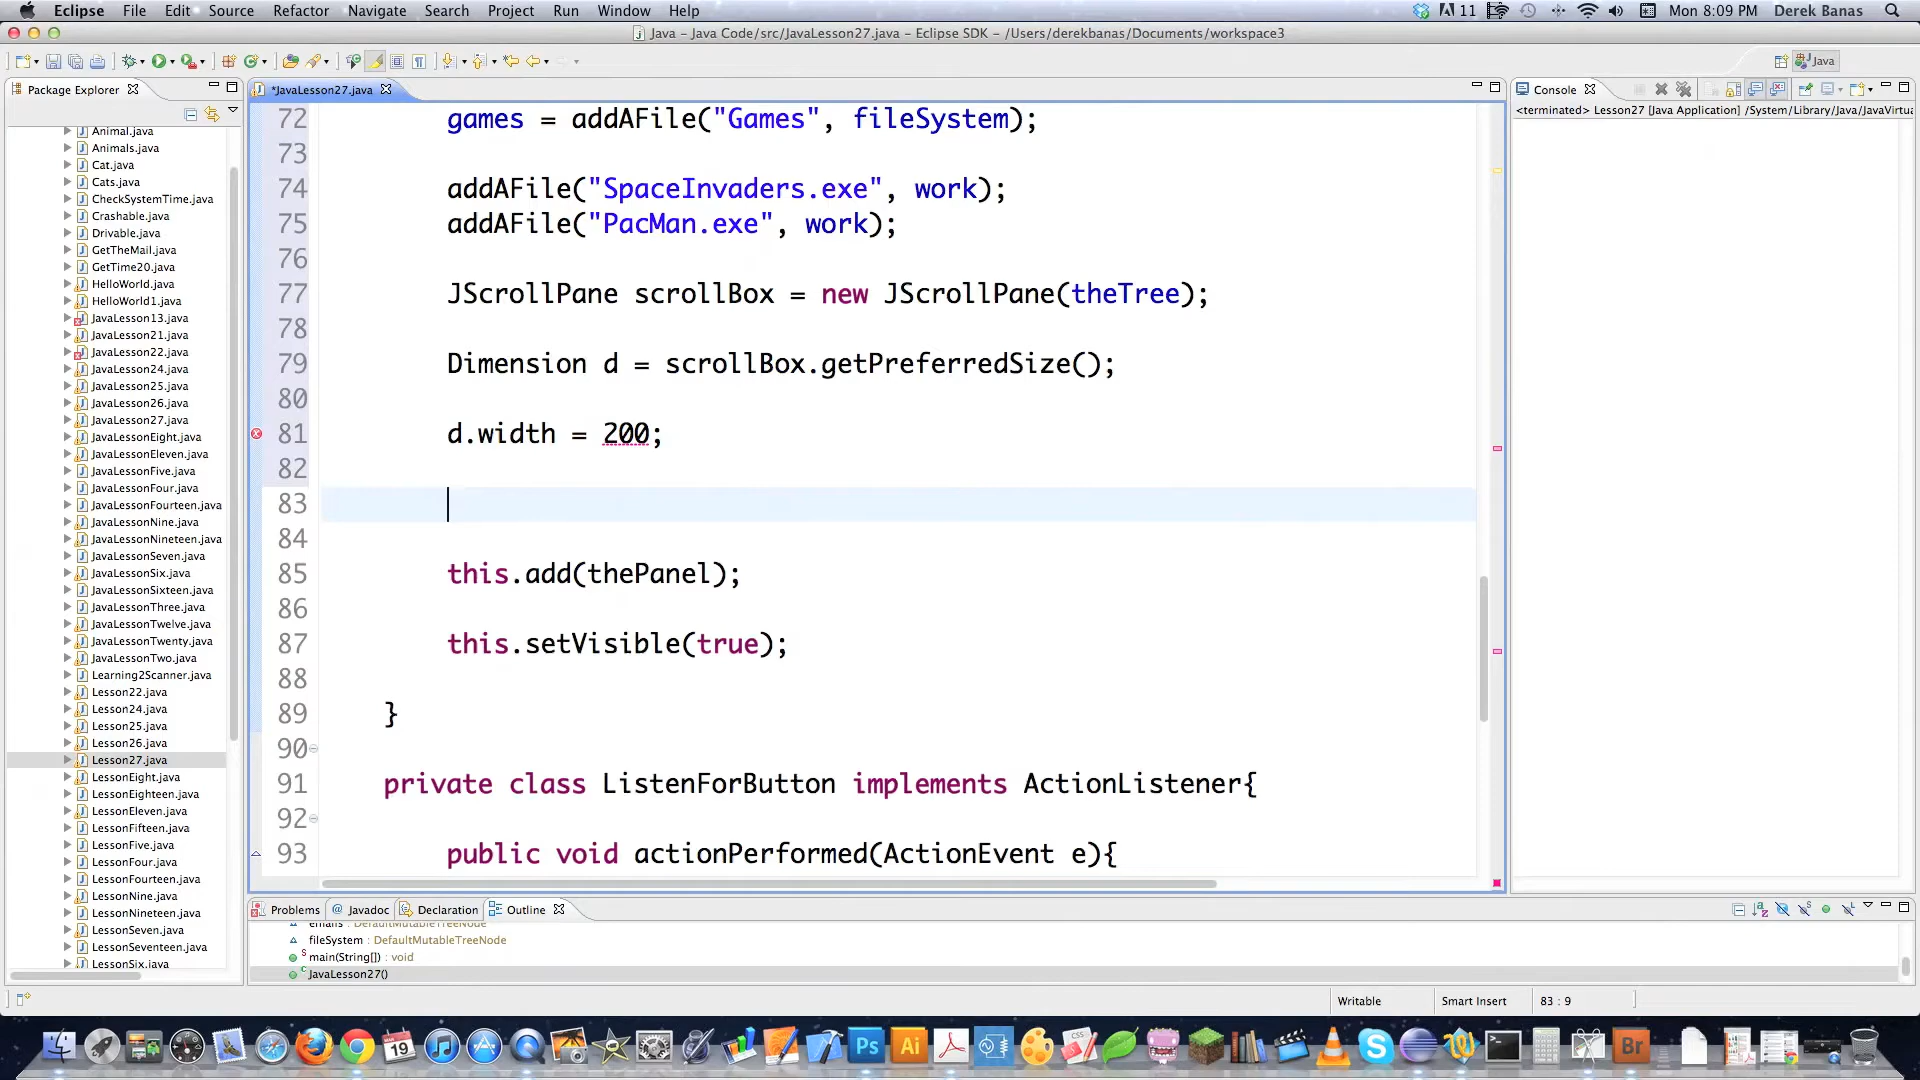 Eclipse File Edit Source Refactor Navigate Search Project Run Window Help 11 Mon 8:09 PM Derek Banas
Java – Java Code/src/JavaLesson27.java – Eclipse SDK – /Users/derekbanas/Documents/workspace3
Java
Package Explorer
Animal.java
Animals.java
Cat.java
Cats.java
CheckSystemTime.java
Crashable.java
Drivable.java
GetTheMail.java
GetTime20.java
HelloWorld.java
HelloWorld1.java
JavaLesson13.java
JavaLesson21.java
JavaLesson22.java
JavaLesson24.java
JavaLesson25.java
JavaLesson26.java
JavaLesson27.java
JavaLessonEight.java
JavaLessonEleven.java
JavaLessonFive.java
JavaLessonFour.java
JavaLessonFourteen.java
JavaLessonNine.java
JavaLessonNineteen.java
JavaLessonSeven.java
JavaLessonSix.java
JavaLessonSixteen.java
JavaLessonThree.java
JavaLessonTwelve.java
JavaLessonTwenty.java
JavaLessonTwo.java
Learning2Scanner.java
Lesson22.java
Lesson24.java
Lesson25.java
Lesson26.java
Lesson27.java
LessonEight.java
LessonEighteen.java
LessonEleven.java
LessonFifteen.java
LessonFive.java
LessonFour.java
LessonFourteen.java
LessonNine.java
LessonNineteen.java
LessonSeven.java
LessonSeventeen.java
LessonSix.java
*JavaLesson27.java
72 games = addAFile("Games", fileSystem);
73
74 addAFile("SpaceInvaders.exe", work);
75 addAFile("PacMan.exe", work);
76
77 JScrollPane scrollBox = new JScrollPane(theTree);
78
79 Dimension d = scrollBox.getPreferredSize();
80
81 d.width = 200;
82
83
84
85 this.add(thePanel);
86
87 this.setVisible(true);
88
89 }
90
91 private class ListenForButton implements ActionListener{
92
93 public void actionPerformed(ActionEvent e){
Console
<terminated> Lesson27 [Java Application] /System/Library/Java/JavaVirtua
Problems @ Javadoc Declaration Outline
emails : DefaultMutableTreeNode
fileSystem : DefaultMutableTreeNode
main(String[]) : void
JavaLesson27()
Writable Smart Insert 83 : 9
MAR 19 Ps Ai Br